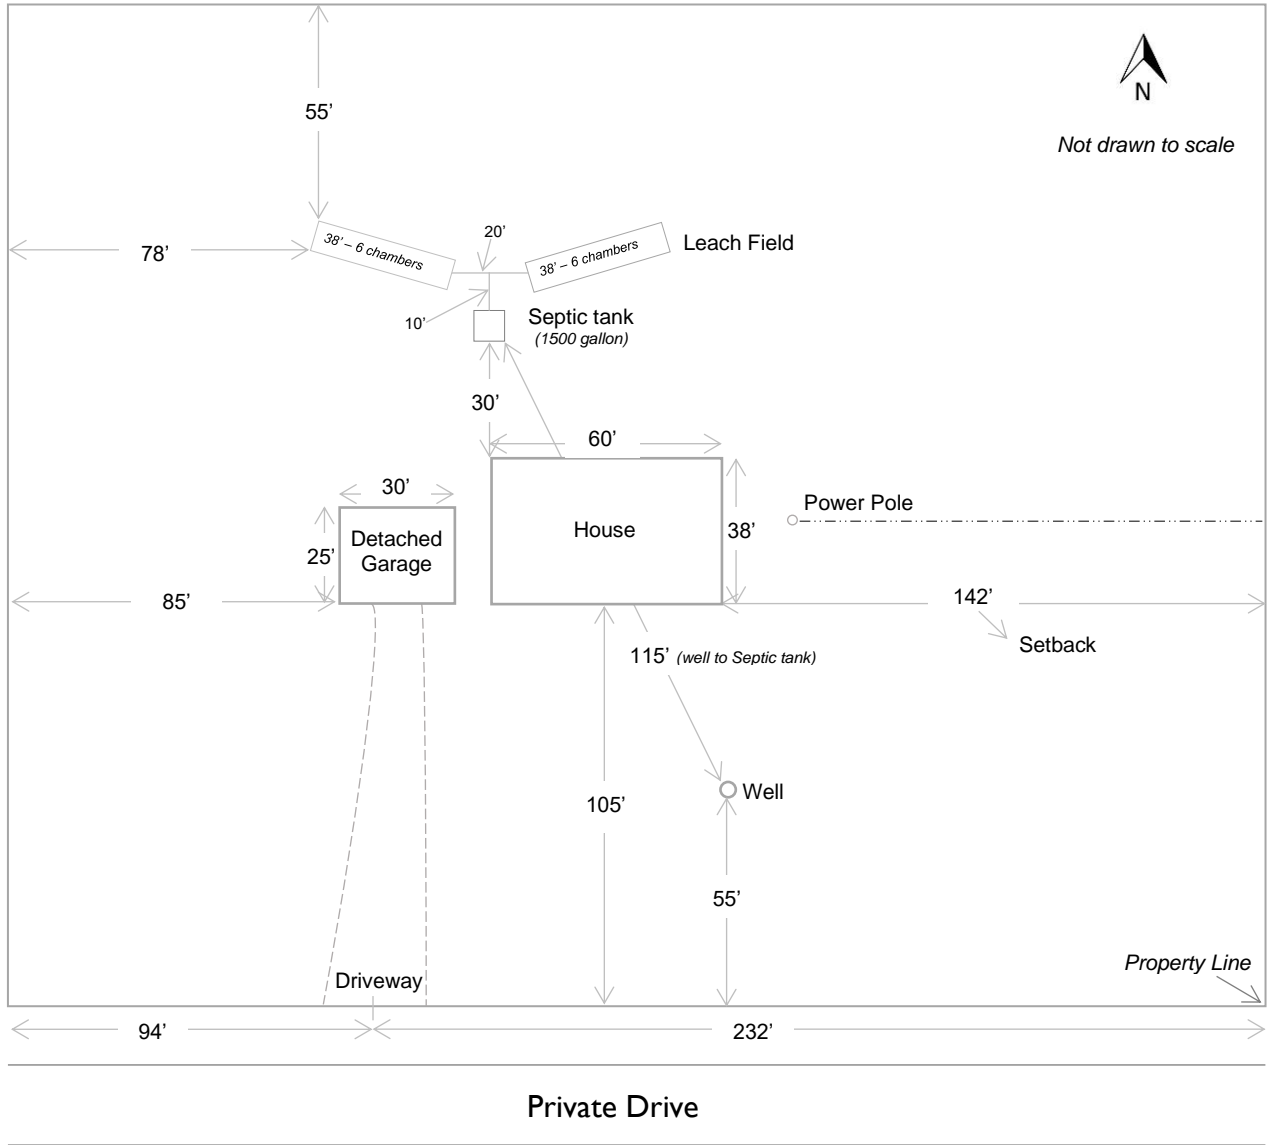 55’
N
Not drawn to scale
78’
38’ – 6 chambers
20’
38’ – 6 chambers
Leach Field
10’
Septic tank
(1500 gallon)
30’
60’
30’
Power Pole
25’
Detached
Garage
House
38’
85’
142’
Setback
115’ (well to Septic tank)
105’
Well
55’
Property Line
Driveway
94’
232’
Private Drive